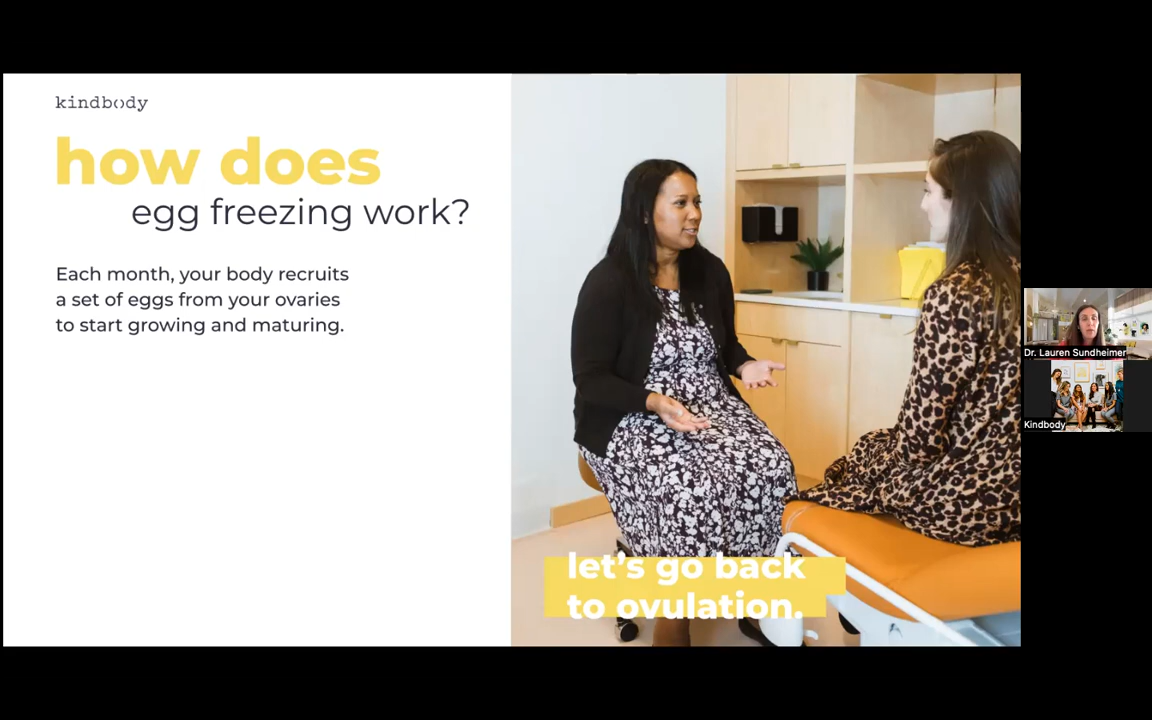 kindbody
how does
egg freezing work?
Each month, your body recruits
a set of eggs from your ovaries
to start growing and maturing.
let's go back
to ovulation.
Dr. Lauren Sundheimer
Kindbody